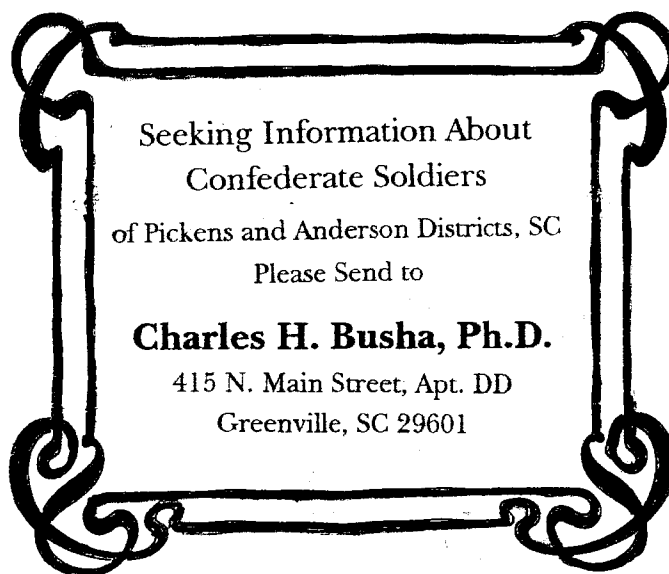 Seeking Information About
Confederate Soldiers
of Pickens and Anderson Districts, SC
Please Send to
Charles H. Busha, Ph.D.
415 N. Main Street, Apt. DD
Greenville, SC 29601